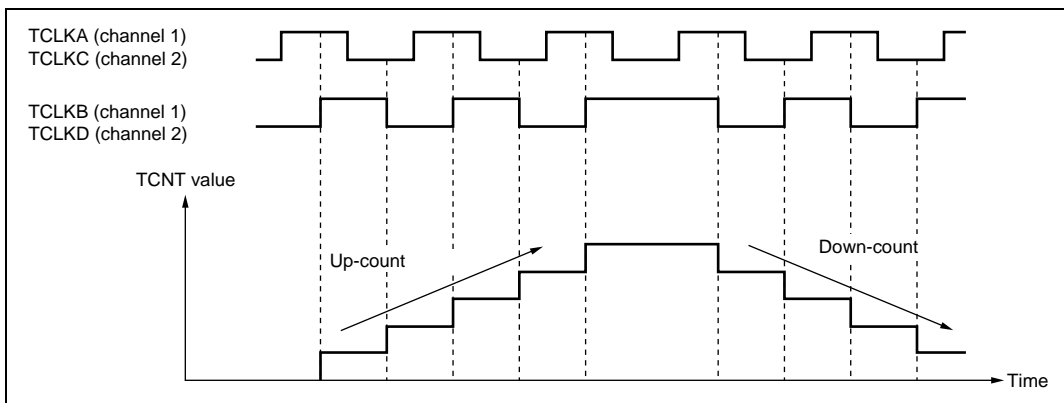 TCLKA (channel 1)
TCLKC (channel 2)
TCLKB (channel 1)
TCLKD (channel 2)
TCNT value
Up-count
Down-count
Time